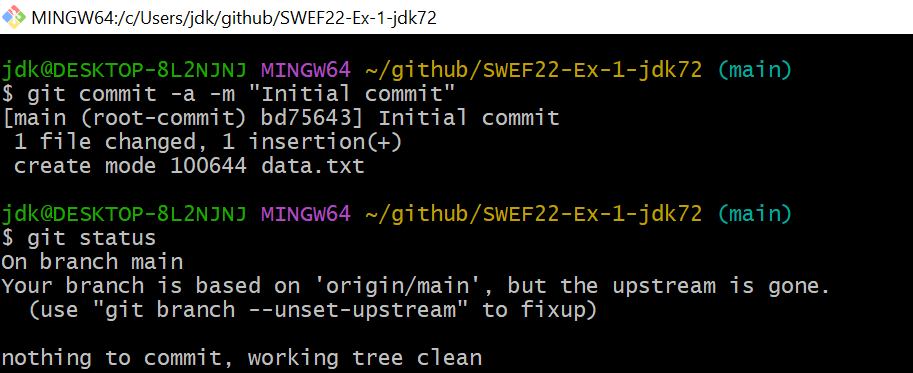 MINGW64:/c/Users/jdk/github/SWEF22-Ex-1-jdk72
jdk@DESKTOP-8L2NJNJ MINGW64 ~/github/SWEF22-Ex-1-jdk72 (main)
$ git commit -a -m "Initial commit"
[main (root-commit) bd75643] Initial commit
 1 file changed, 1 insertion(+)
 create mode 100644 data.txt
jdk@DESKTOP-8L2NJNJ MINGW64 ~/github/SWEF22-Ex-1-jdk72 (main)
$ git status
On branch main
Your branch is based on 'origin/main', but the upstream is gone.
  (use "git branch --unset-upstream" to fixup)
nothing to commit, working tree clean